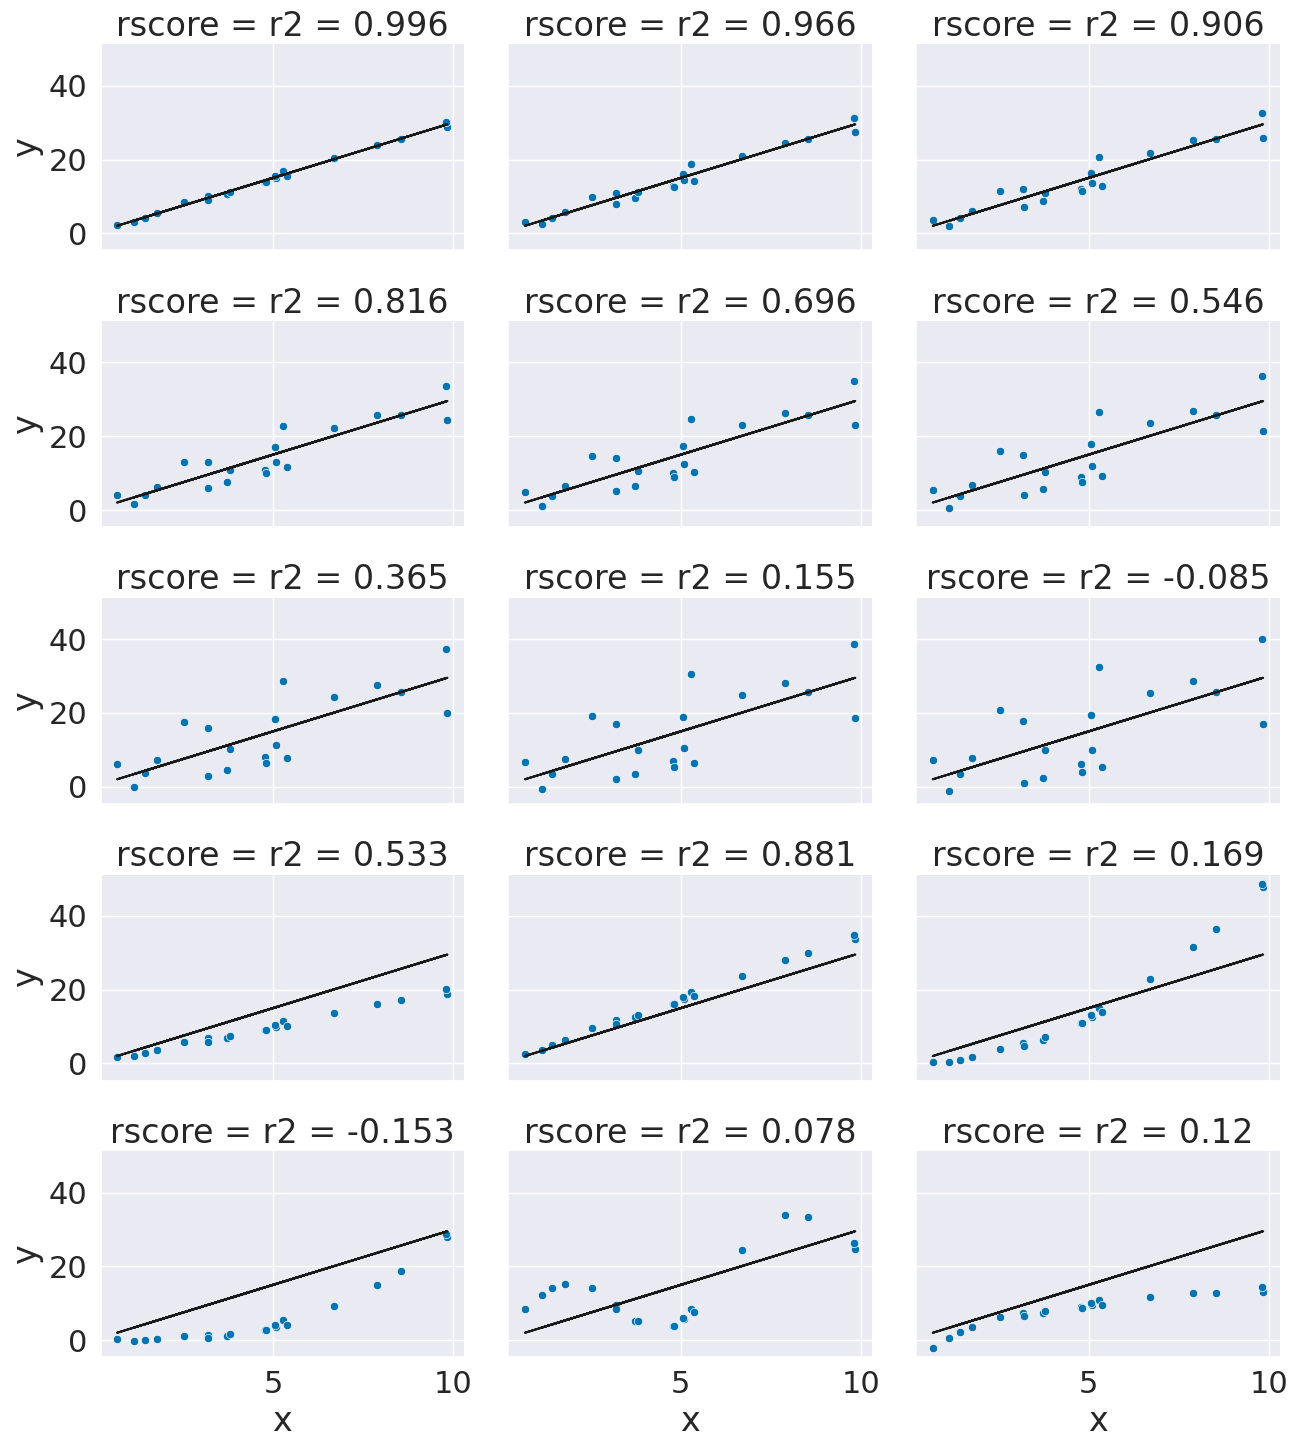 rscore = r2 = 0.996 rscore = r2 = 0.966 rscore = r2 = 0.906
40
20
0
y
rscore = r2 = 0.816 rscore = r2 = 0.696 rscore = r2 = 0.546
40
20
0
y
rscore = r2 = 0.365 rscore = r2 = 0.155 rscore = r2 = -0.085
40
20
0
y
rscore = r2 = 0.533 rscore = r2 = 0.881 rscore = r2 = 0.169
40
20
0
y
rscore = r2 = -0.153 rscore = r2 = 0.078 rscore = r2 = 0.12
40
20
0
y
5 10 5 10 5 10
x x x